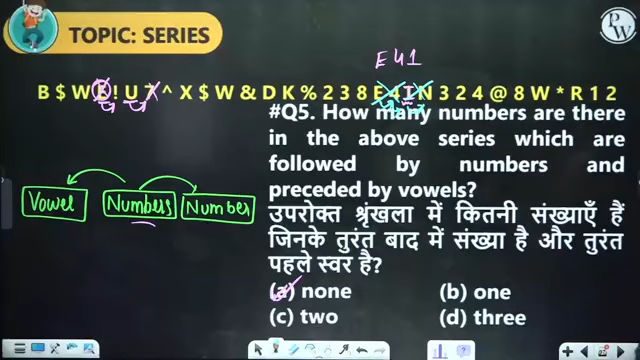 TOPIC: SERIES
E 4 1
B $ W E ! U 7 ^ X $ W & D K % 2 3 8 E 4 I N 3 2 4 @ 8 W * R 1 2
#Q5. How many numbers are there
in the above series which are
followed by numbers and
preceded by vowels?
Vowel Numbers Number
उपरोक्त श्रृंखला में कितनी संख्याएँ हैं
जिनके तुरंत बाद में संख्या है और तुरंत
पहले स्वर है?
(a) none (b) one
(c) two (d) three